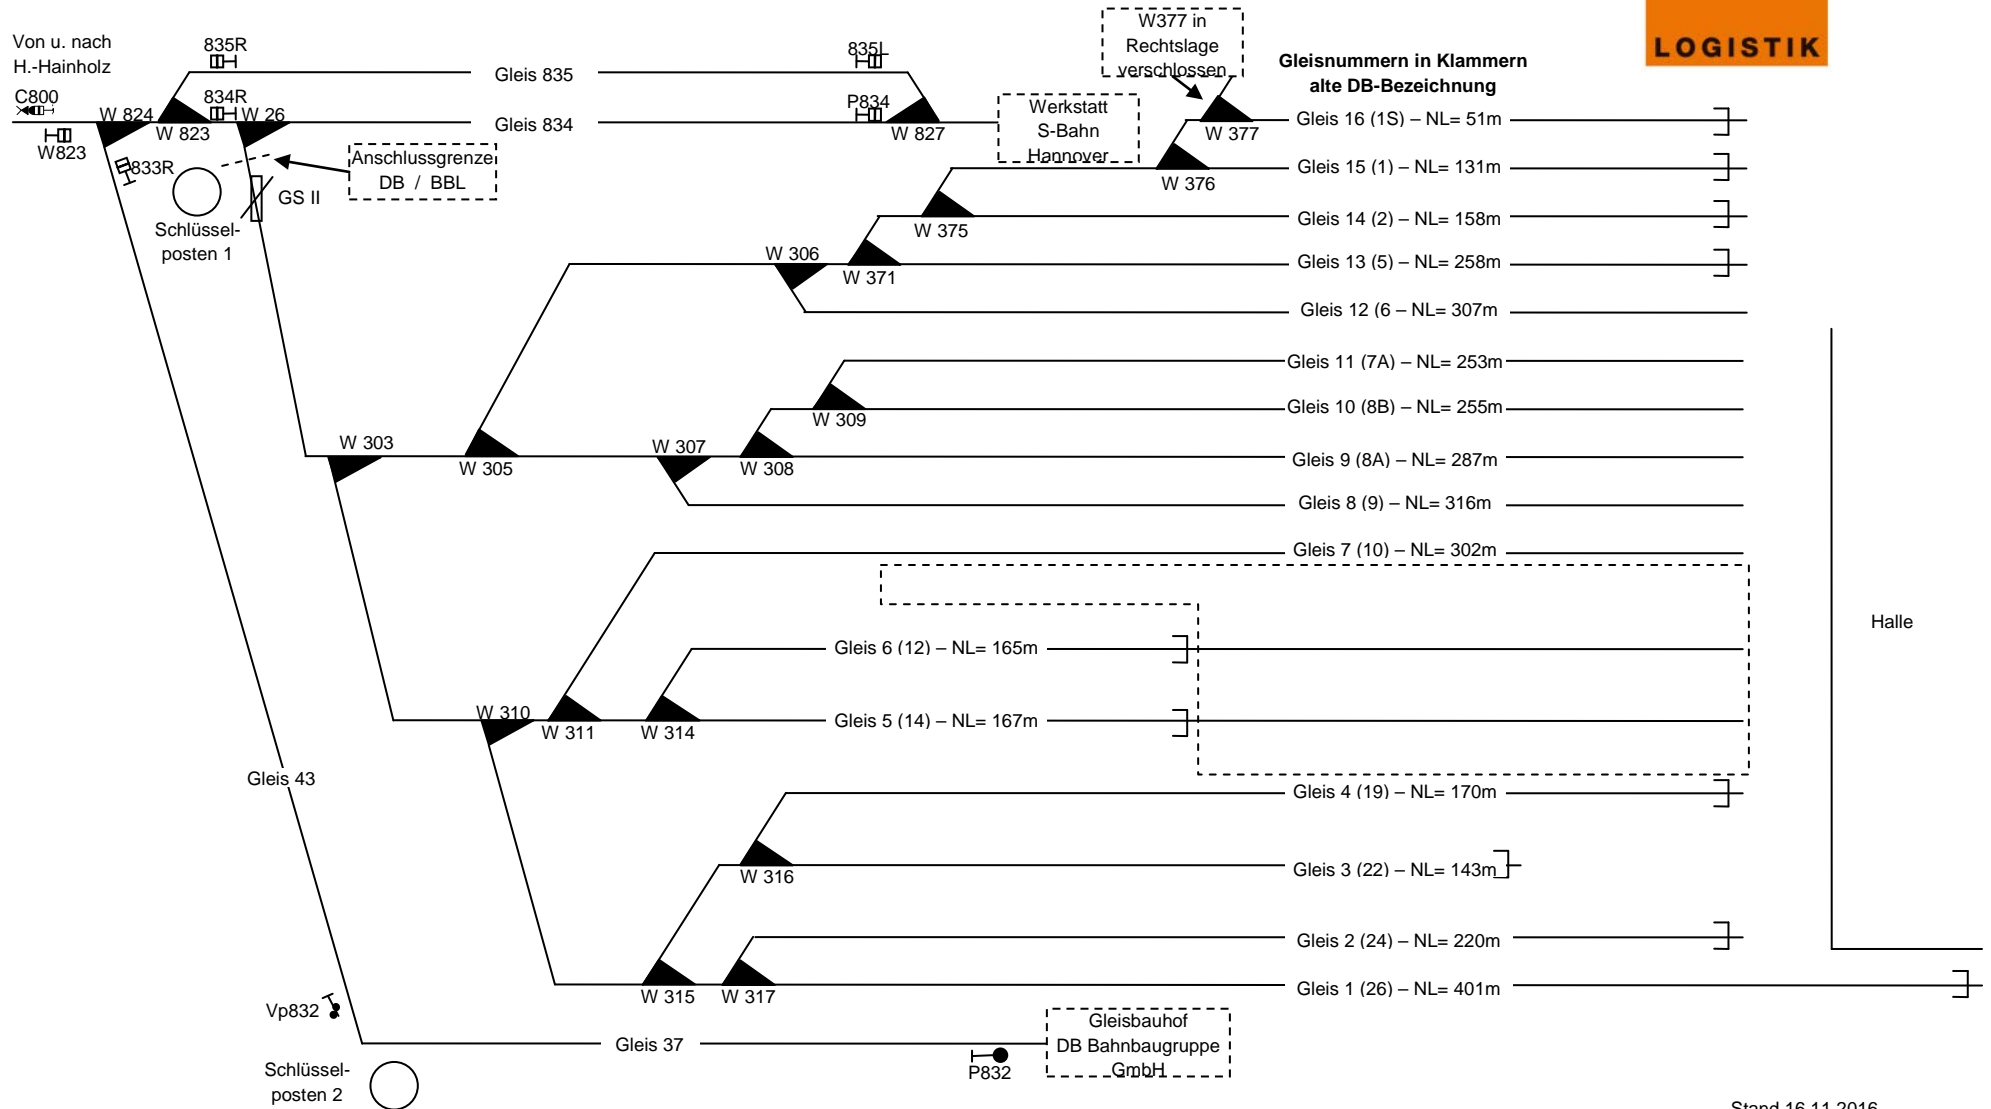 Von u. nach
H.-Hainholz
C800
W823
W 824
835R
834R
W 823
W 26
833R
Schlüssel-
posten 1
GS II
Anschlussgrenze
DB / BBL
Gleis 835
Gleis 834
835L
P834
W 827
Werkstatt
S-Bahn
Hannover
W377 in
Rechtslage
verschlossen
Gleisnummern in Klammern
alte DB-Bezeichnung
LOGISTIK
W 377
Gleis 16 (1S) – NL= 51m
W 376
Gleis 15 (1) – NL= 131m
W 375
Gleis 14 (2) – NL= 158m
W 306
W 371
Gleis 13 (5) – NL= 258m
Gleis 12 (6 – NL= 307m
Gleis 11 (7A) – NL= 253m
W 309
Gleis 10 (8B) – NL= 255m
W 303
W 305
W 307
W 308
Gleis 9 (8A) – NL= 287m
Gleis 8 (9) – NL= 316m
Gleis 7 (10) – NL= 302m
Halle
Gleis 6 (12) – NL= 165m
W 310
W 311
W 314
Gleis 5 (14) – NL= 167m
Gleis 43
Gleis 4 (19) – NL= 170m
W 316
Gleis 3 (22) – NL= 143m
Gleis 2 (24) – NL= 220m
W 315
W 317
Gleis 1 (26) – NL= 401m
Vp832
Gleis 37
P832
Gleisbauhof
DB Bahnbaugruppe
GmbH
Schlüssel-
posten 2
Stand 16.11.2016